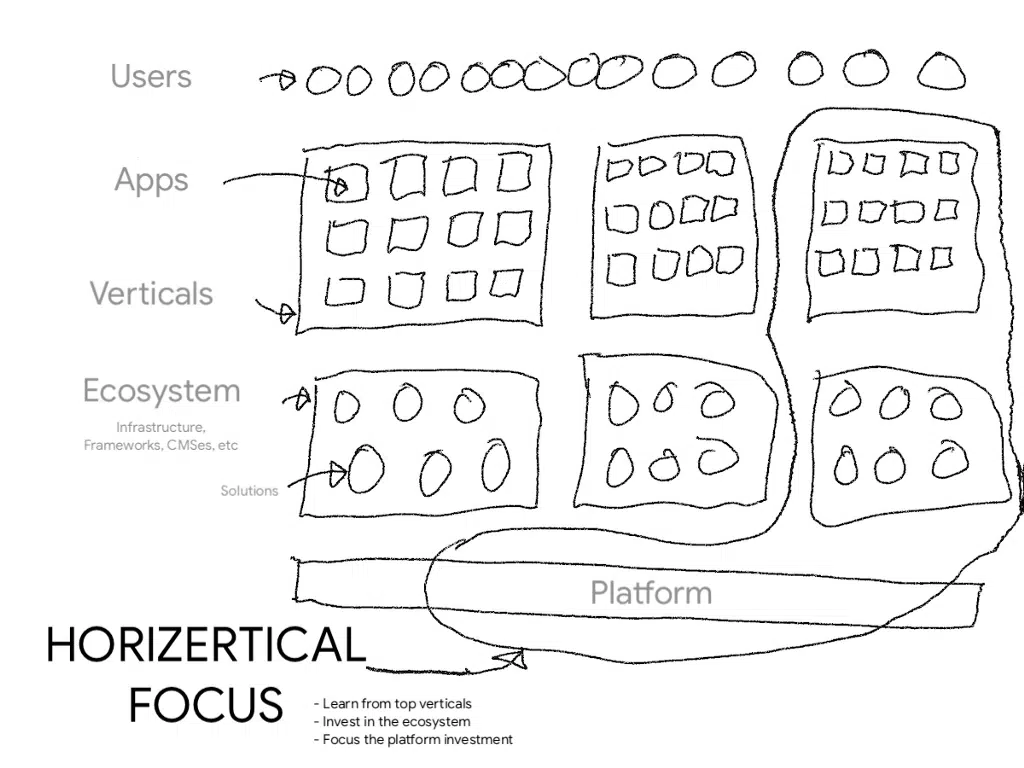 Users
Apps
Verticals
Ecosystem
Infrastructure,
Frameworks, CMSes, etc
Solutions
Platform
HORIZERTICAL
FOCUS
- Learn from top verticals
- Invest in the ecosystem
- Focus the platform investment